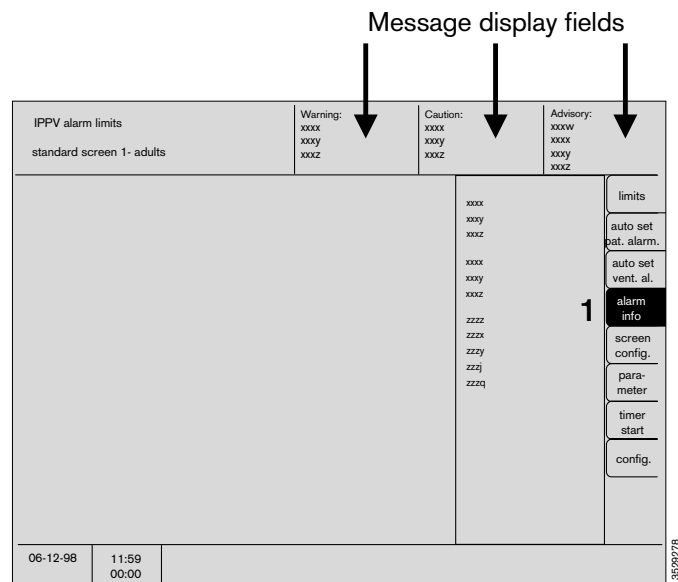 Message display fields
IPPV alarm limits
standard screen 1- adults
Warning:
xxxx
xxxy
xxxz
Caution:
xxxx
xxxy
xxxz
Advisory:
xxxw
xxxx
xxxy
xxxz
xxxx
xxxy
xxxz
xxxx
xxxy
xxxz
zzzz
zzzx
zzzy
zzzj
zzzq
1
limits
auto set
pat. alarm.
auto set
vent. al.
alarm
info
screen
config.
para-
meter
timer
start
config.
06-12-98
11:59
00:00
3529278